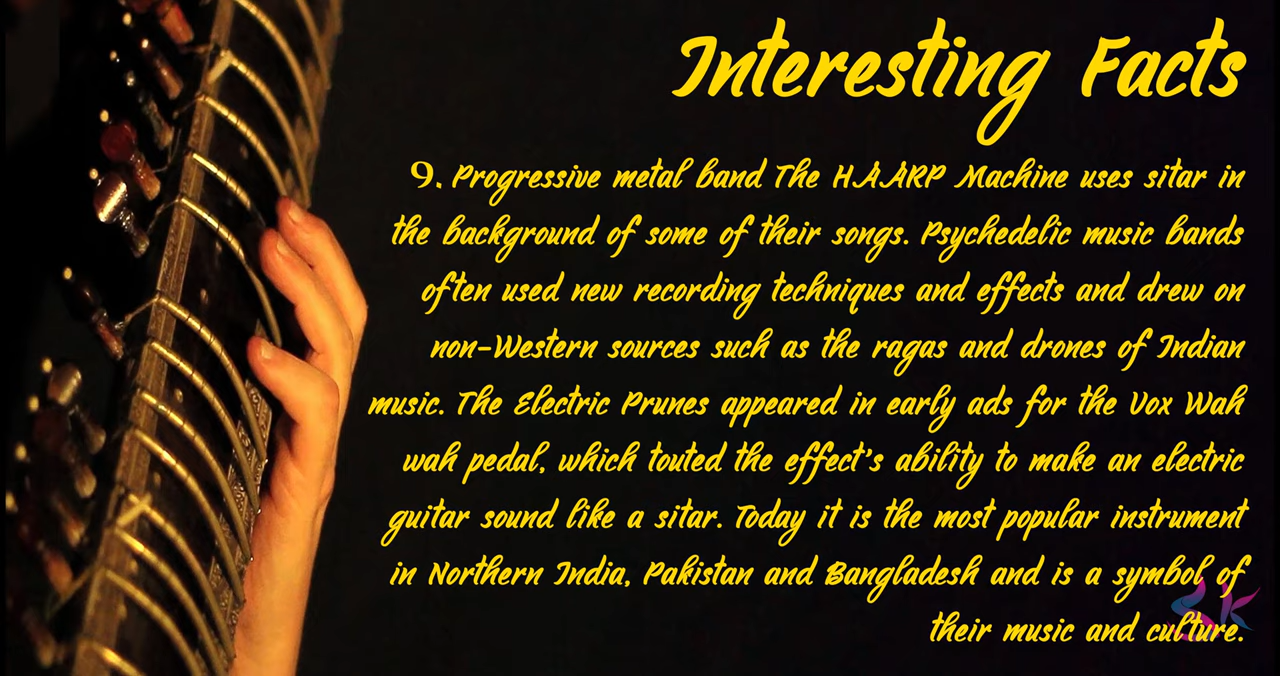 Interesting Facts
9. Progressive metal band The HAARP Machine uses sitar in
the background of some of their songs. Psychedelic music bands
often used new recording techniques and effects and drew on
non-Western sources such as the ragas and drones of Indian
music. The Electric Prunes appeared in early ads for the Vox Wah
wah pedal, which touted the effect's ability to make an electric
guitar sound like a sitar. Today it is the most popular instrument
in Northern India, Pakistan and Bangladesh and is a symbol of
their music and culture.
SK